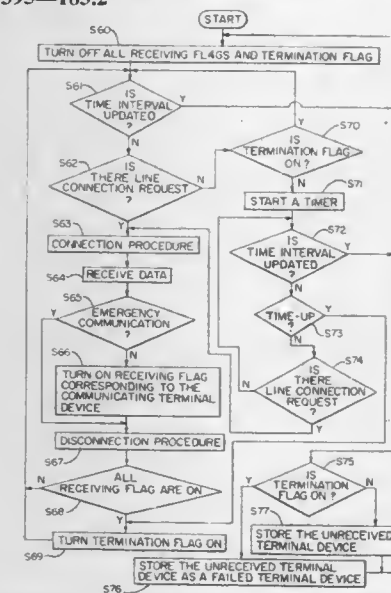 395—183.2
START
S60
TURN OFF ALL RECEIVING FL4GS AND TERMINATION FLAG
S61
IS
TIME INTERVAL
UPDATED
?
Y
N
S62
IS
THERE LINE
CONNECTION REQUEST
?
N
Y
S63
CONNECTION PROCEDURE
S64
RECEIVE DATA
S65
EMERGENCY
COMMUNICATION
?
Y
N
S66
TURN ON RECEIVING FLAG
CORRESPONDING TO THE
COMMUNICATING TERMINAL
DEVICE
DISCONNECTION PROCEDURE
S67
N
ALL
RECEIVING FLAG ARE ON
Y
S68
TURN TERMINATION FLAG ON
S69
Y
S70
IS
TERMINATION FLAG
ON ?
N
S71
START A TIMER
S72
IS
TIME INTERVAL
UPDATED
?
Y
N
TIME-UP
?
Y
S73
N
S74
IS
THERE
LINE CONNECTION
REQUEST
?
N
Y
S75
IS
TERMINATION
FLAG ON ?
Y
N
S77
STORE THE UNRECEIVED
TERMINAL DEVICE
STORE THE UNRECEIVED TERMINAL
DEVICE AS A FAILED TERMINAL DEVICE
S76